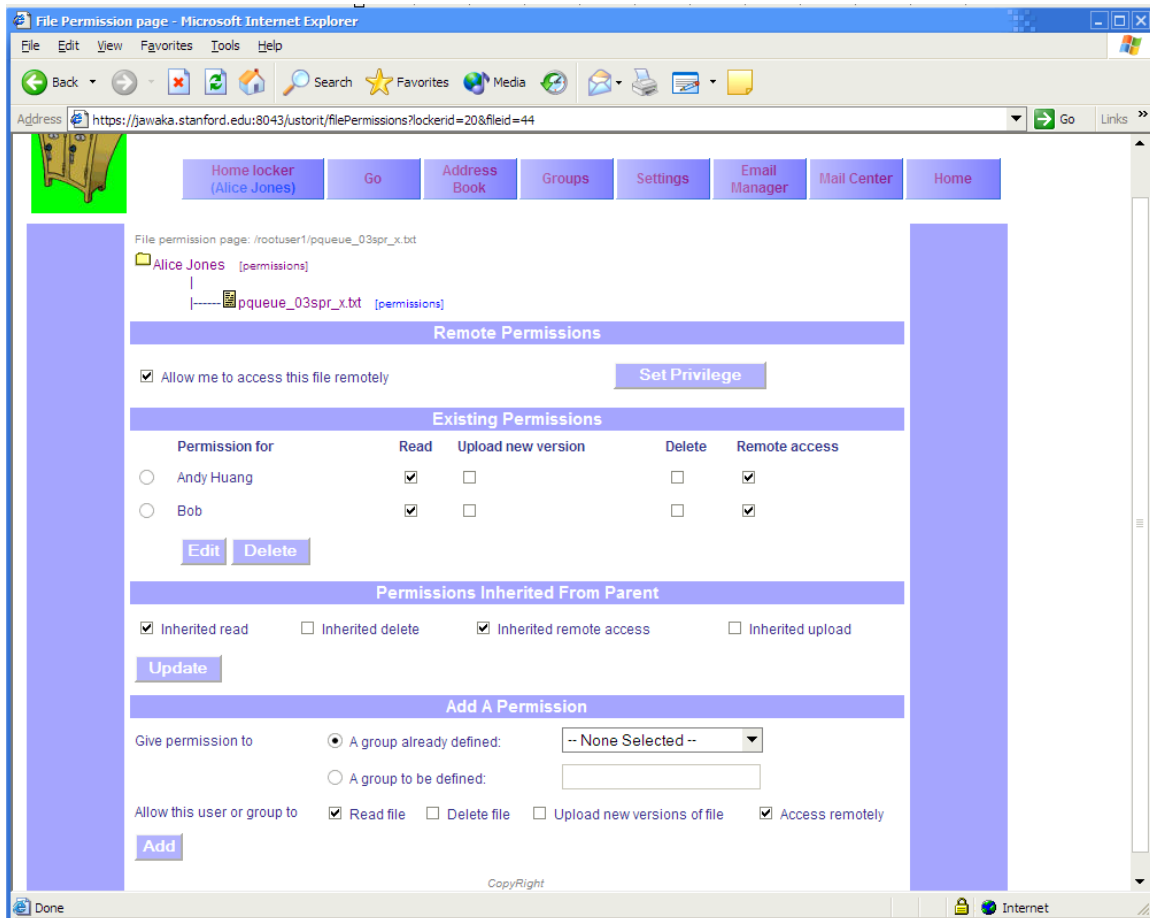 File Permission page - Microsoft Internet Explorer
File Edit View Favorites Tools Help
Back Search Favorites Media
Address https://jawaka.stanford.edu:8043/ustorit/filePermissions?lockerid=20&fileid=44 Go Links »
Home locker (Alice Jones) Go Address Book Groups Settings Email Manager Mail Center Home
File permission page: /rootuser1/pqueue_03spr_x.txt
Alice Jones [permissions]
|
|------ pqueue_03spr_x.txt [permissions]
Remote Permissions
Allow me to access this file remotely Set Privilege
Existing Permissions
Permission for Read Upload new version Delete Remote access
Andy Huang
Bob
Edit Delete
Permissions Inherited From Parent
Inherited read Inherited delete Inherited remote access Inherited upload
Update
Add A Permission
Give permission to A group already defined: -- None Selected --
A group to be defined:
Allow this user or group to Read file Delete file Upload new versions of file Access remotely
Add
CopyRight
Done Internet